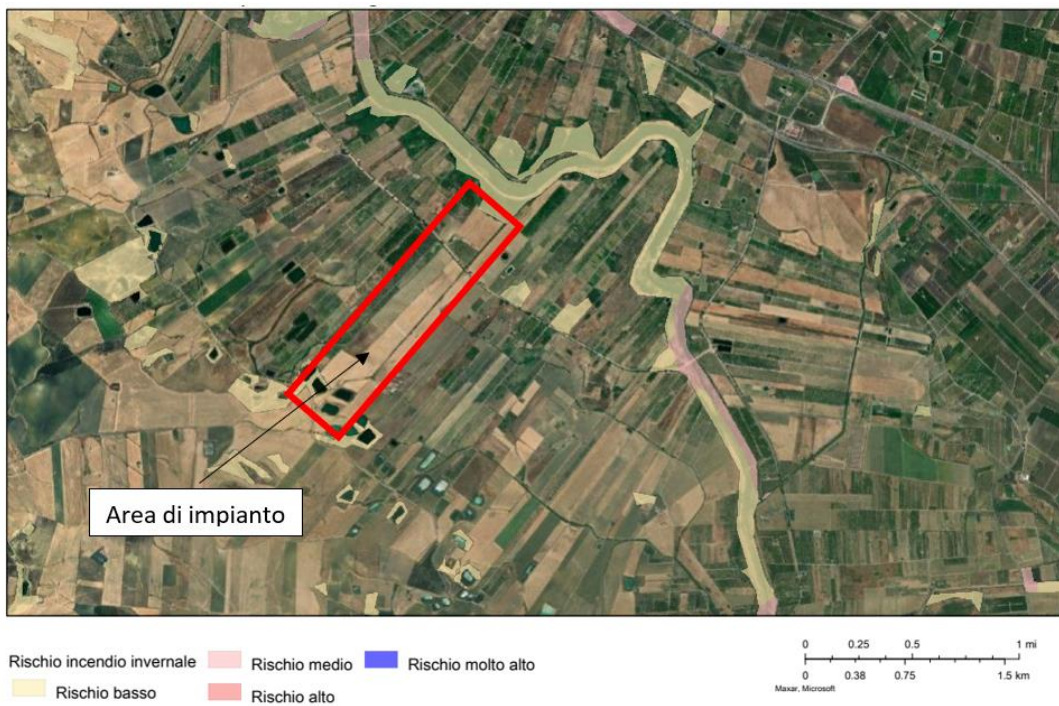 Area di impianto
Rischio incendio invernale
Rischio basso
Rischio medio
Rischio alto
Rischio molto alto
0 0.25 0.5 1 mi
0 0.38 0.75 1.5 km
Maxar, Microsoft